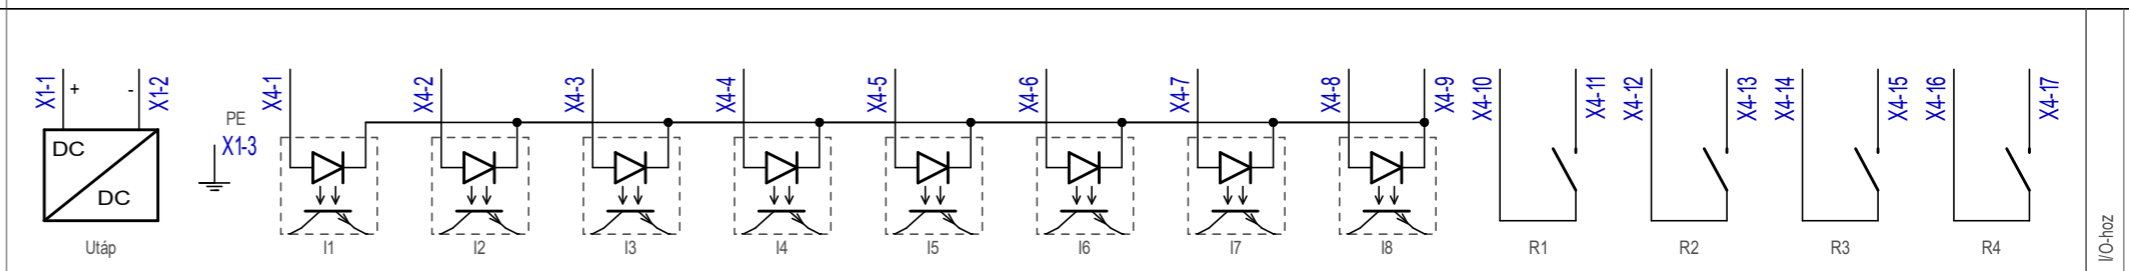 X1-1
+
-
X1-2
PE
X1-3
X4-1
X4-2
X4-3
X4-4
X4-5
X4-6
X4-7
X4-8
X4-9
X4-10
X4-11
X4-12
X4-13
X4-14
X4-15
X4-16
X4-17
DC
DC
Utáp
I1
I2
I3
I4
I5
I6
I7
I8
R1
R2
R3
R4
I/O-hoz